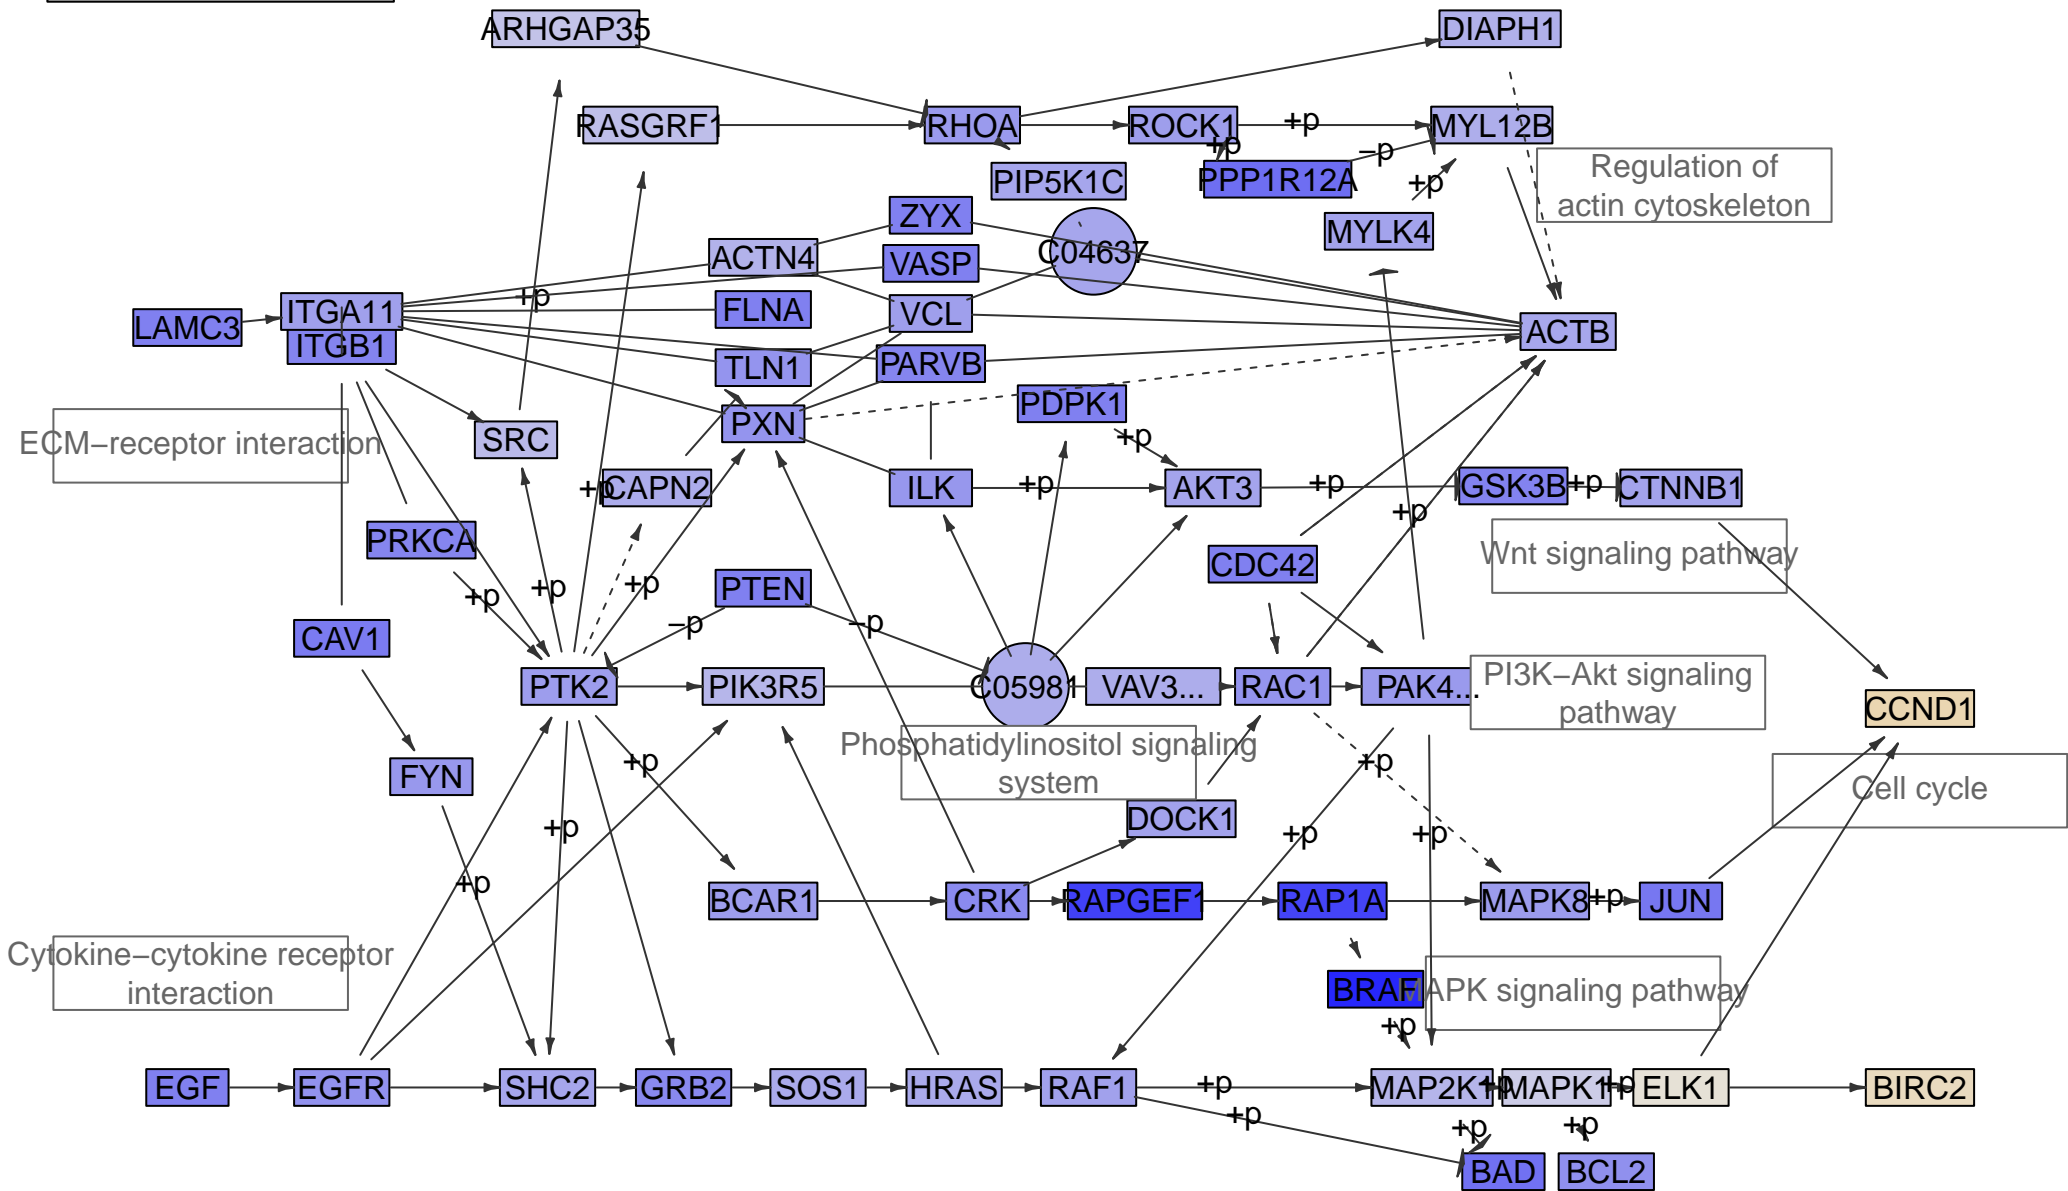 ARHGAP35
DIAPH1
RASGRF1
RHOA
ROCK1
+p
MYL12B
+p
−p
Regulation of
actin cytoskeleton
PIP5K1C
PPP1R12A
+p
ZYX
MYLK4
ACTN4
VASP
C04637
+p
ITGA11
FLNA
VCL
LAMC3
ITGB1
ACTB
TLN1
PARVB
PDPK1
PXN
+p
ECM−receptor interaction
SRC
+p
CAPN2
ILK
+p
AKT3
+p
GSK3B
+p
CTNNB1
+p
PRKCA
Wnt signaling pathway
CDC42
+p
+p
+p
PTEN
−p
−p
CAV1
PTK2
PIK3R5
C05981
VAV3...
RAC1
PAK4...
PI3K−Akt signaling
pathway
CCND1
Phosphatidylinositol signaling
system
+p
+p
FYN
Cell cycle
+p
DOCK1
+p
+p
+p
BCAR1
CRK
RAPGEF1
RAP1A
MAPK8
+p
JUN
Cytokine−cytokine receptor
interaction
BRAF
MAPK signaling pathway
+p
EGF
EGFR
SHC2
GRB2
SOS1
HRAS
RAF1
+p
MAP2K1
+p
MAPK1
+p
ELK1
BIRC2
+p
+p
+p
BAD
BCL2